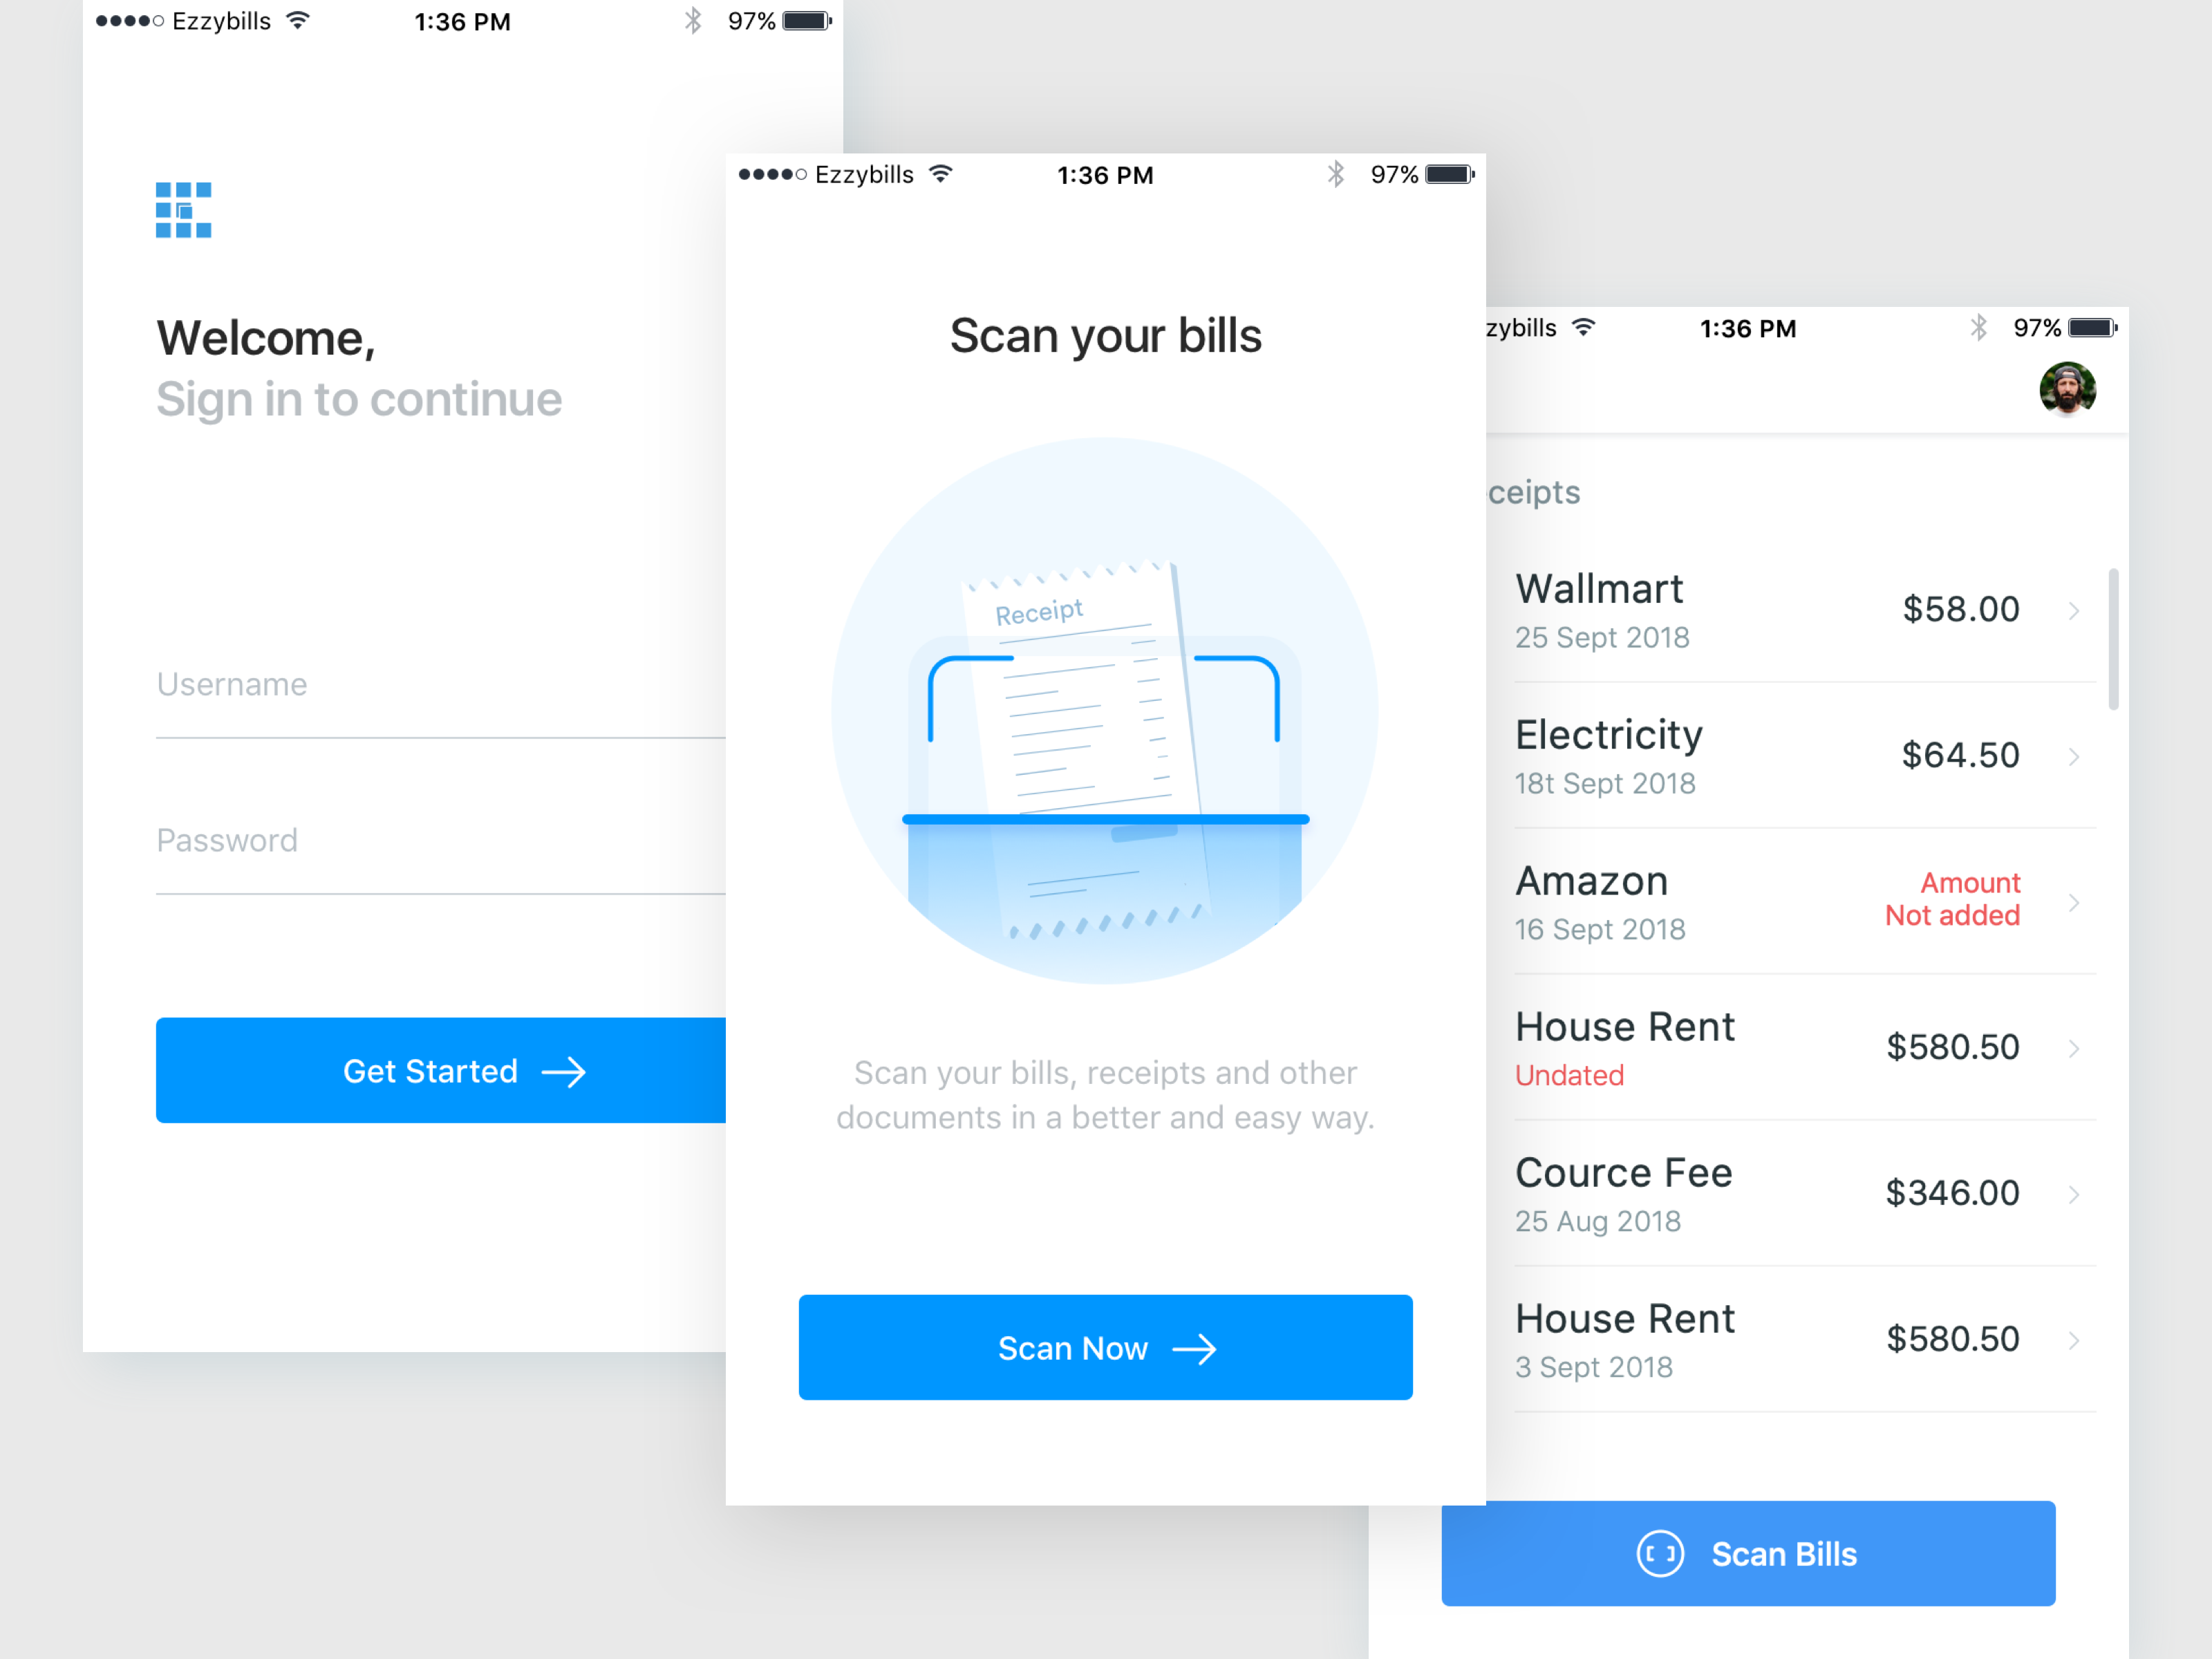 Ezzybills
1:36 PM
97%
Welcome,
Sign in to continue
Username
Password
Get Started
Ezzybills
1:36 PM
97%
Scan your bills
Receipt
Scan your bills, receipts and other
documents in a better and easy way.
Scan Now
zybills
1:36 PM
97%
ceipts
Wallmart
$58.00
25 Sept 2018
Electricity
$64.50
18t Sept 2018
Amazon
Amount
Not added
16 Sept 2018
House Rent
$580.50
Undated
Cource Fee
$346.00
25 Aug 2018
House Rent
$580.50
3 Sept 2018
Scan Bills